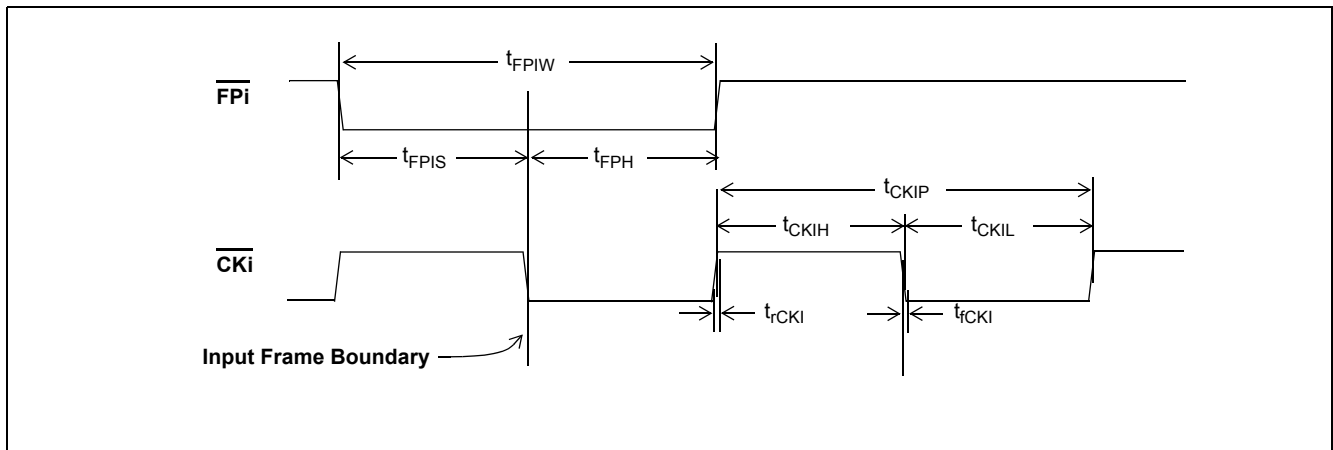 tFPIW
FPi
tFPIS
tFPH
tCKIP
tCKIH
tCKIL
CKi
trCKI
tfCKI
Input Frame Boundary